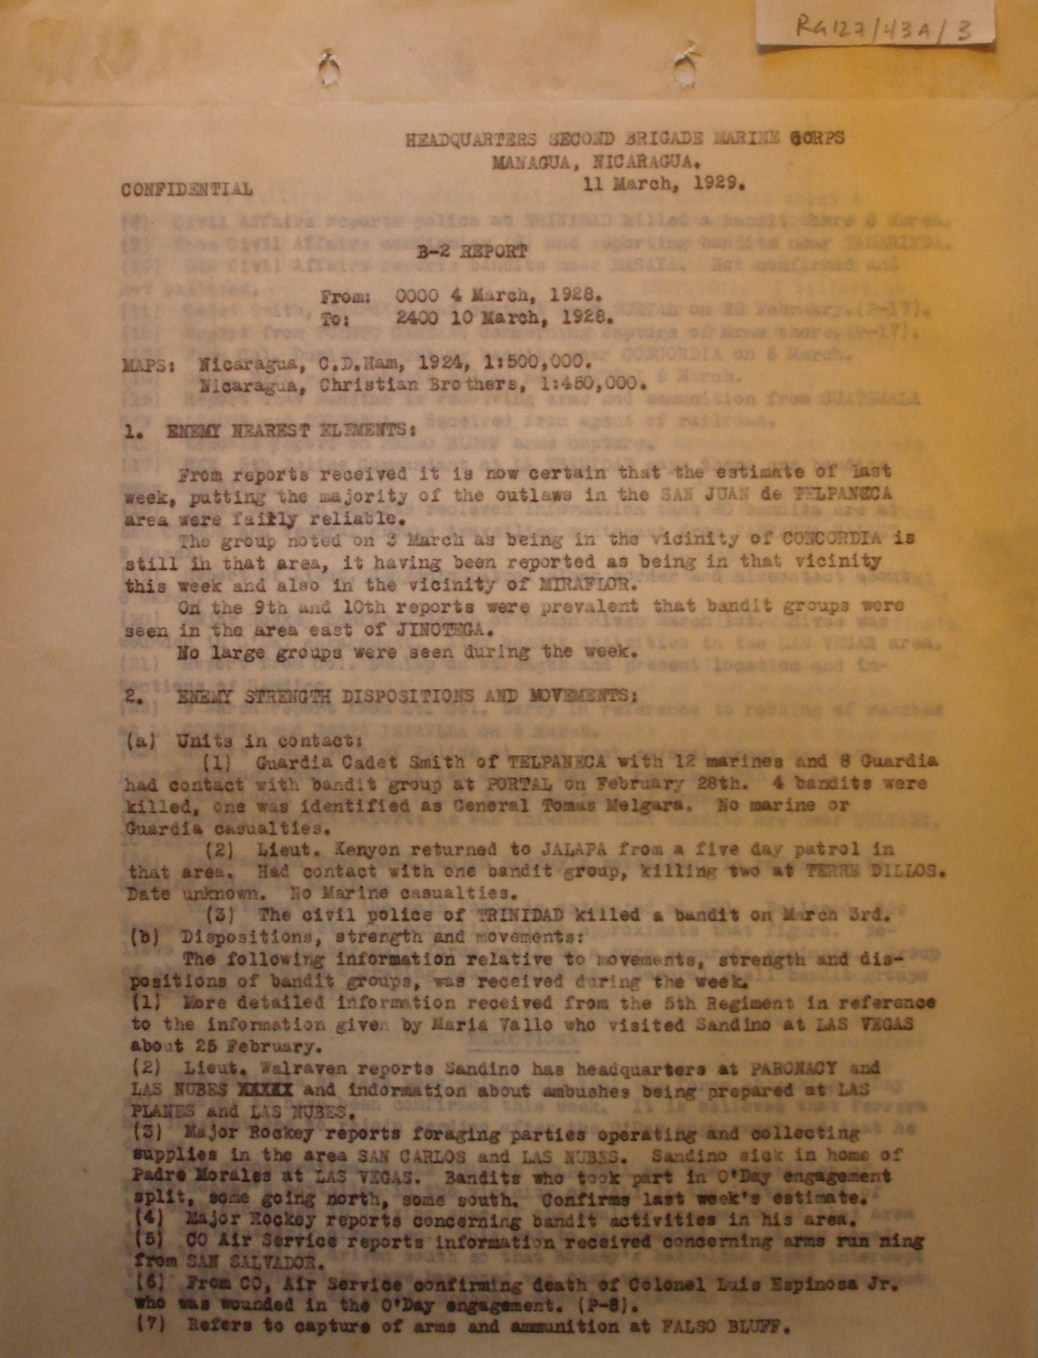 RG127/43A/3
HEADQUARTERS SECOND BRIGADE MARINE CORPS
MANAGUA, NICARAGUA.
11 March, 1929.
CONFIDENTIAL
B-2 REPORT
From: 0000 4 March, 1928.
To: 2400 10 March, 1928.
MAPS: Nicaragua, C.D.Ham, 1924, 1:500,000.
Nicaragua, Christian Brothers, 1:450,000.
1. ENEMY NEAREST ELEMENTS:
From reports received it is now certain that the estimate of last
week, putting the majority of the outlaws in the SAN JUAN de TELPANECA
area were faifly reliable.
The group noted on 3 March as being in the vicinity of CONCORDIA is
still in that area, it having been reported as being in that vicinity
this week and also in the vicinity of MIRAFLOR.
On the 9th and 10th reports were prevalent that bandit groups were
seen in the area east of JINOTEGA.
No large groups were seen during the week.
2. ENEMY STRENGTH DISPOSITIONS AND MOVEMENTS:
(a) Units in contact:
(1) Guardia Cadet Smith of TELPANECA with 12 marines and 8 Guardia
had contact with bandit group at PORTAL on February 28th. 4 bandits were
killed, one was identified as General Tomas Melgara. No marine or
Guardia casualties.
(2) Lieut. Kenyon returned to JALAPA from a five day patrol in
that area. Had contact with one bandit group, killing two at TERRE DILLOS.
Date unknown. No Marine casualties.
(3) The civil police of TRINIDAD killed a bandit on March 3rd.
(b) Dispositions, strength and movements:
The following information relative to movements, strength and dis-
positions of bandit groups, was received during the week.
(1) More detailed information received from the 5th Regiment in reference
to the information given by Maria Vallo who visited Sandino at LAS VEGAS
about 25 February.
(2) Lieut. Walraven reports Sandino has headquarters at PARONACY and
LAS NUBES XXXXX and indormation about ambushes being prepared at LAS
PLANES and LAS NUBES.
(3) Major Rockey reports foraging parties operating and collecting
supplies in the area SAN CARLOS and LAS NUBES. Sandino sick in home of
Padre Morales at LAS VEGAS. Bandits who took part in O'Day engagement
split, some going north, some south. Confirms last week's estimate.
(4) Major Rockey reports concerning bandit activities in his area.
(5) CO Air Service reports information received concerning arms run ning
from SAN SALVADOR.
(6) From CO, Air Service confirming death of Colonel Luis Espinosa Jr.
who was wounded in the O'Day engagement. (P-8).
(7) Refers to capture of arms and ammunition at FALSO BLUFF.